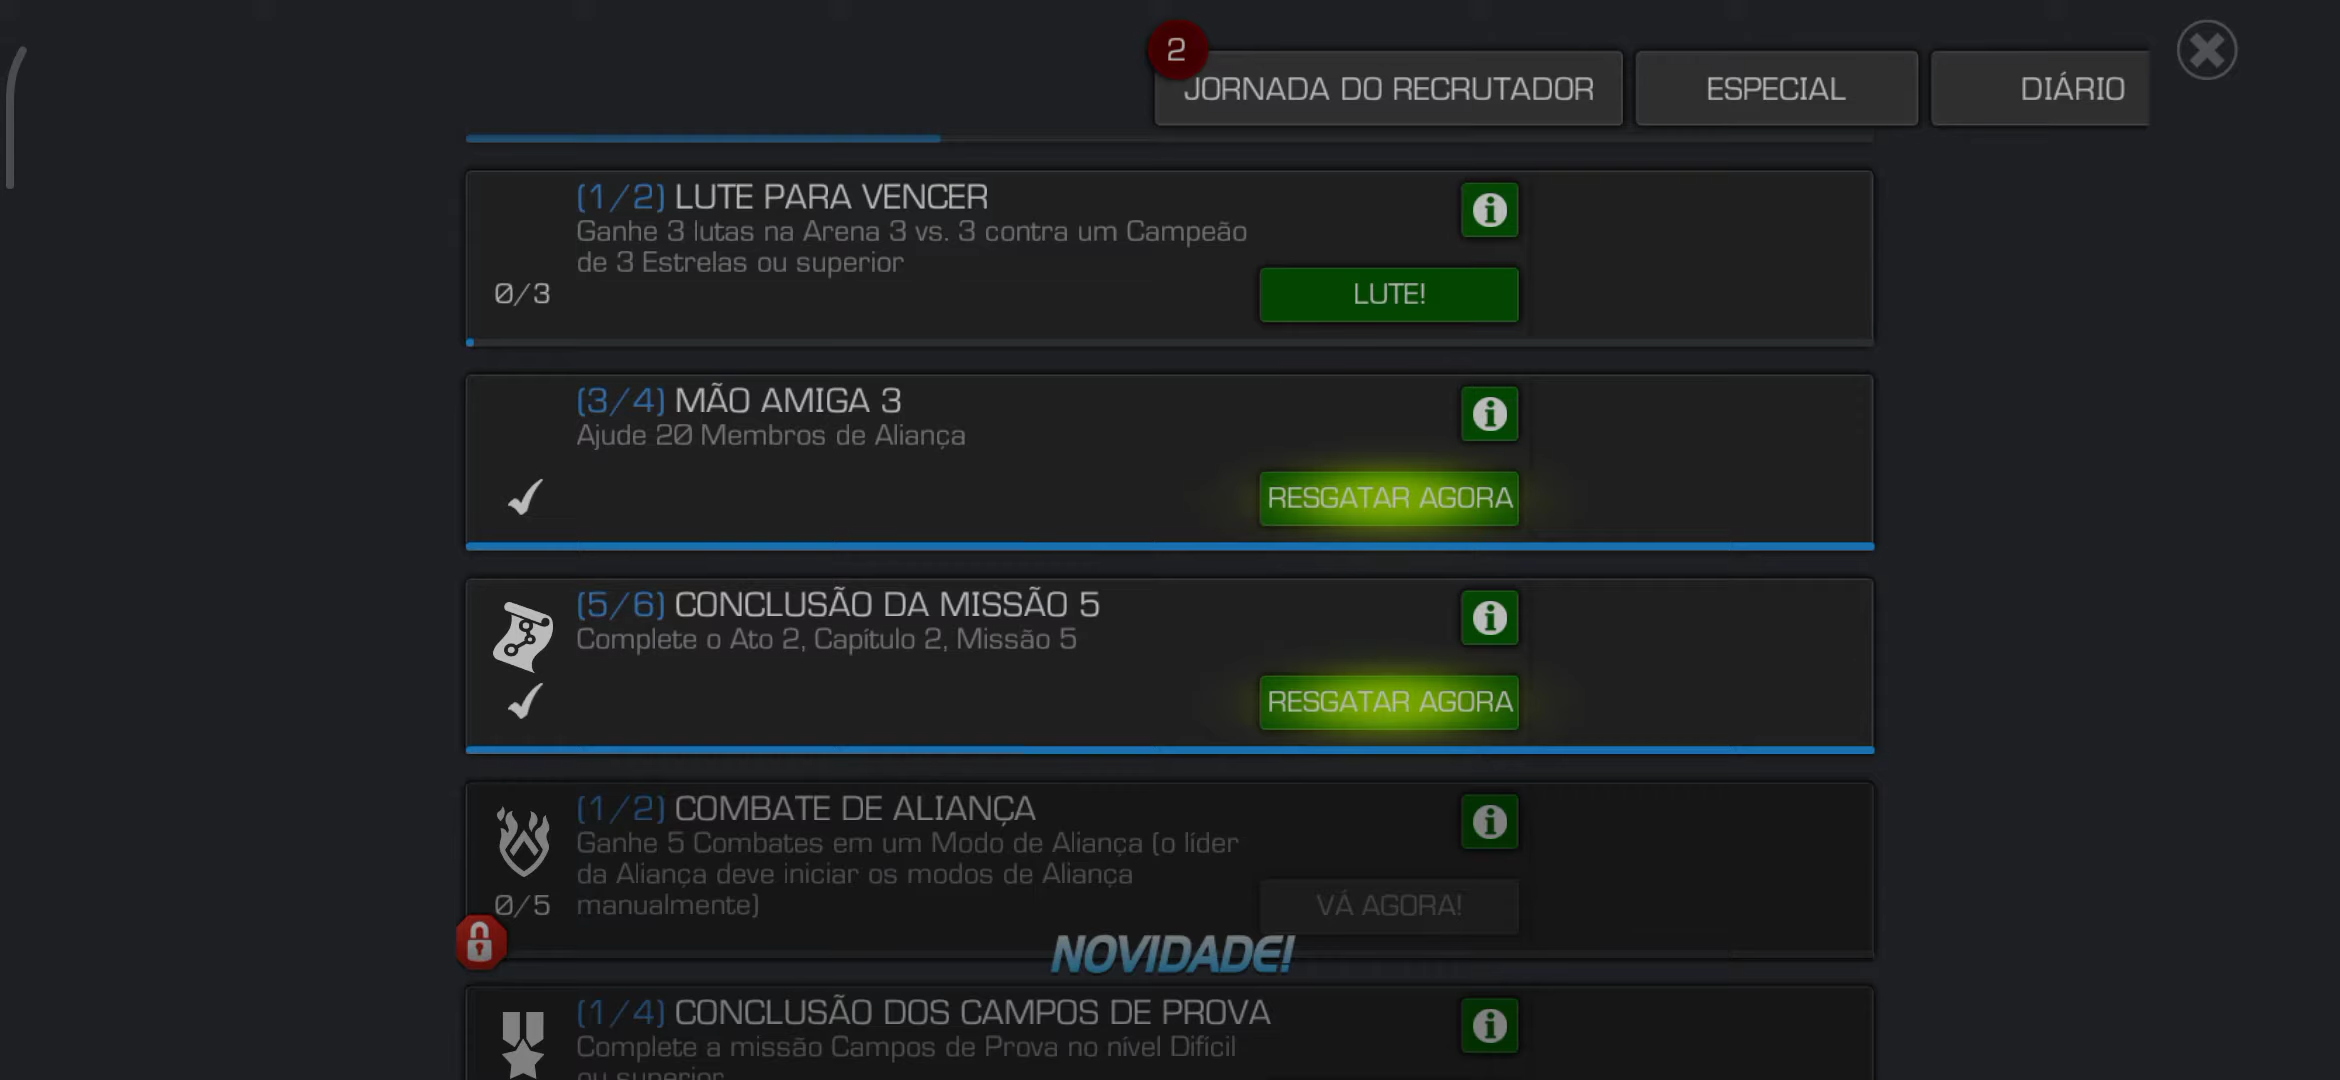 2
JORNADA DO RECRUTADOR
ESPECIAL
DIÁRIO
(1/2) LUTE PARA VENCER
Ganhe 3 lutas na Arena 3 vs. 3 contra um Campeão
de 3 Estrelas ou superior
0/3
LUTE!
(3/4) MÃO AMIGA 3
Ajude 20 Membros de Aliança
RESGATAR AGORA
(5/6) CONCLUSÃO DA MISSÃO 5
Complete o Ato 2, Capítulo 2, Missão 5
RESGATAR AGORA
(1/2) COMBATE DE ALIANÇA
Ganhe 5 Combates em um Modo de Aliança (o líder
da Aliança deve iniciar os modos de Aliança
manualmente)
0/5
VÁ AGORA!
NOVIDADE!
(1/4) CONCLUSÃO DOS CAMPOS DE PROVA
Complete a missão Campos de Prova no nível Difícil
ou superior